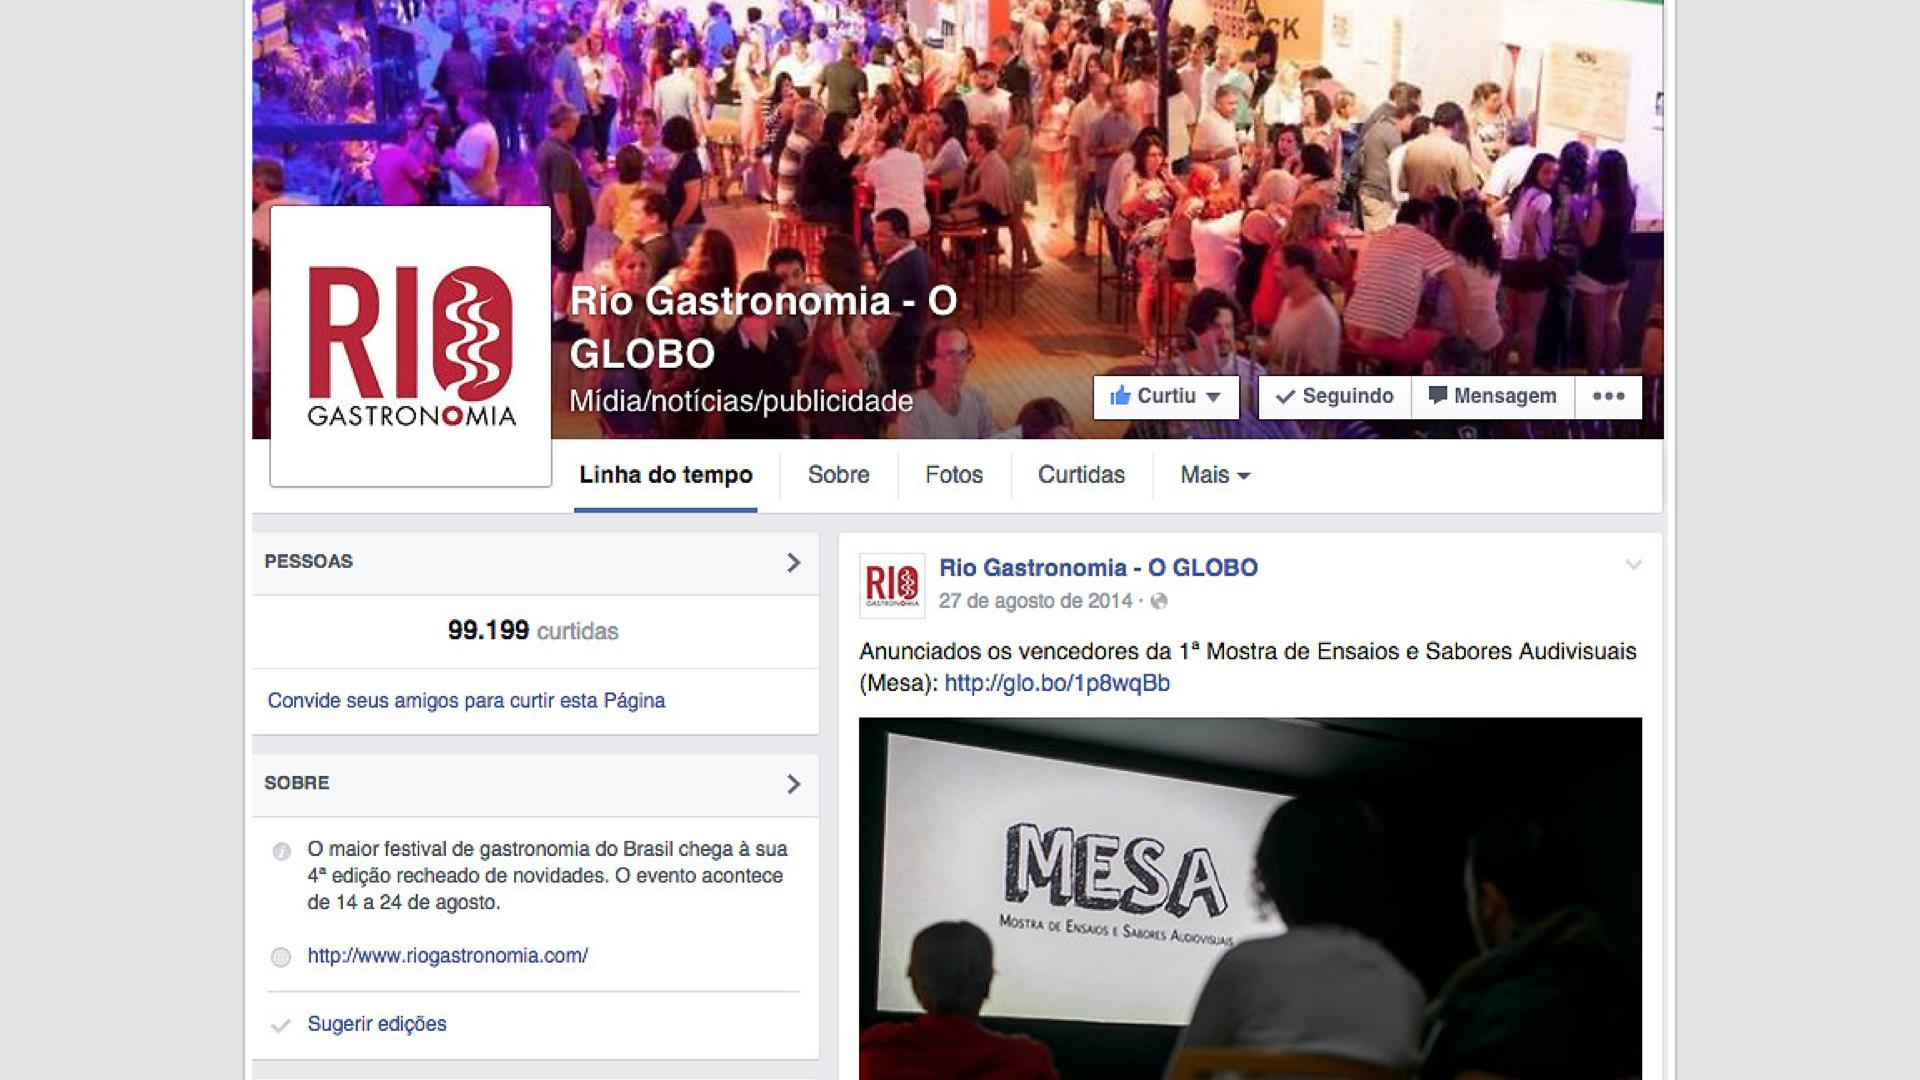 MENU
RIO
GASTRONOMIA
Rio Gastronomia - O
GLOBO
Mídia/notícias/publicidade
Curtiu
Seguindo
Mensagem
Linha do tempo
Sobre
Fotos
Curtidas
Mais
PESSOAS
99.199 curtidas
Convide seus amigos para curtir esta Página
SOBRE
O maior festival de gastronomia do Brasil chega à sua
4ª edição recheado de novidades. O evento acontece
de 14 a 24 de agosto.
http://www.riogastronomia.com/
Sugerir edições
RIO
GASTRONOMIA
Rio Gastronomia - O GLOBO
27 de agosto de 2014 ·
Anunciados os vencedores da 1ª Mostra de Ensaios e Sabores Audivisuais
(Mesa): http://glo.bo/1p8wqBb
MESA
MOSTRA DE ENSAIOS E SABORES AUDIOVISUAIS